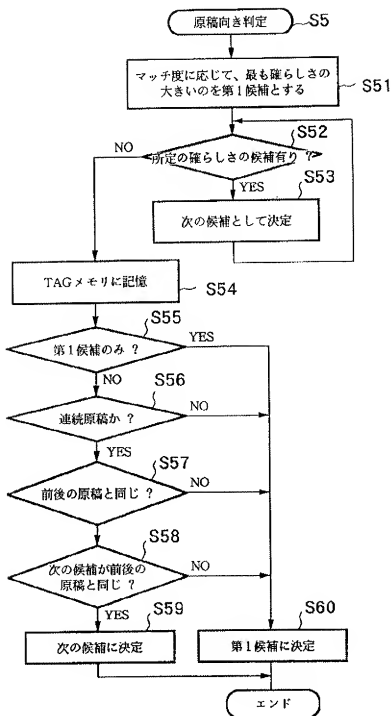 原稿向き判定
S5
マッチ度に応じて、最も確らしさの
大きいのを第1候補とする
S51
S52
所定の確らしさの候補有り ?
NO
YES
S53
次の候補として決定
TAGメモリに記憶
S54
S55
第1候補のみ ?
YES
NO
S56
連続原稿か ?
NO
YES
S57
前後の原稿と同じ ?
NO
YES
S58
次の候補が前後の
原稿と同じ ?
NO
YES
S59
次の候補に決定
S60
第1候補に決定
エンド